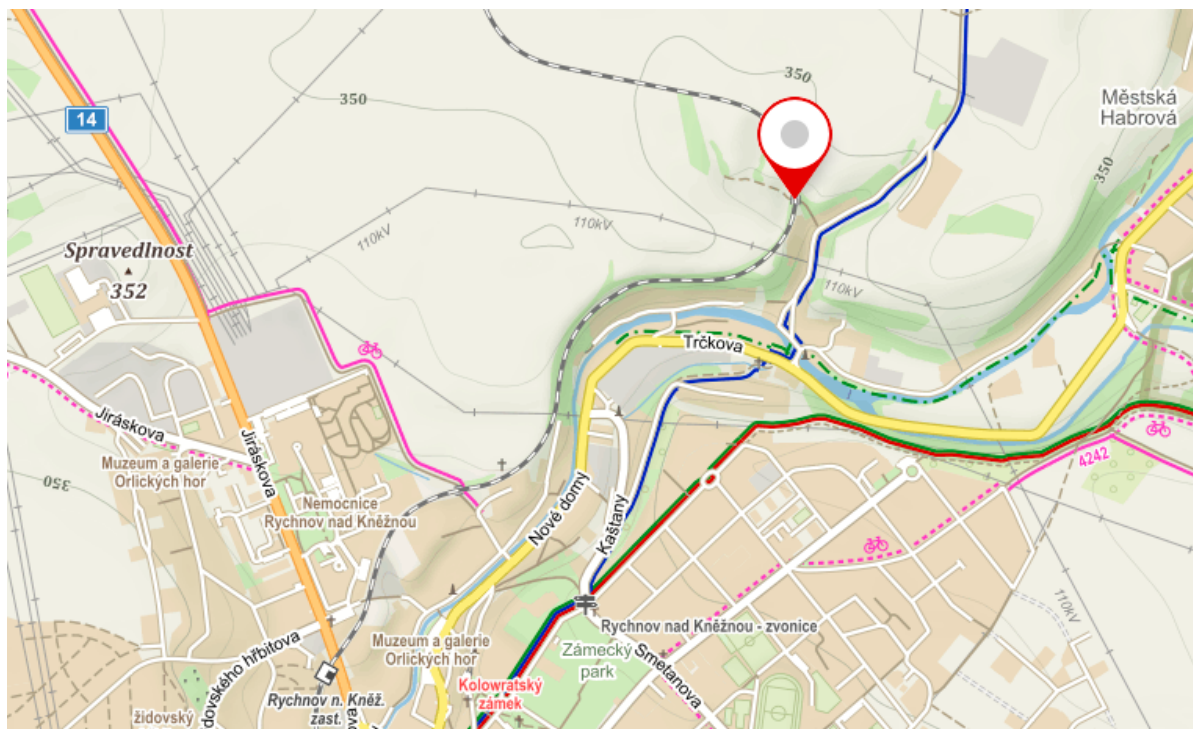 350
350
14
Městská
Habrová
350
110kV
110kV
Spravedlnost
352
110kV
Trčkova
Jiráskova
Jiráskova
Muzeum a galerie
Orlických hor
350
4242
Nemocnice
Rychnov nad Kněžnou
Nové domy
Kaštany
110kV
Rychnov nad Kněžnou - zvonice
Muzeum a galerie
Orlických hor
Zámecký
park
Smetanova
Kolowratský
zámek
Rychnov n. Kněž.
zast.
židovský
idovského hřbitova